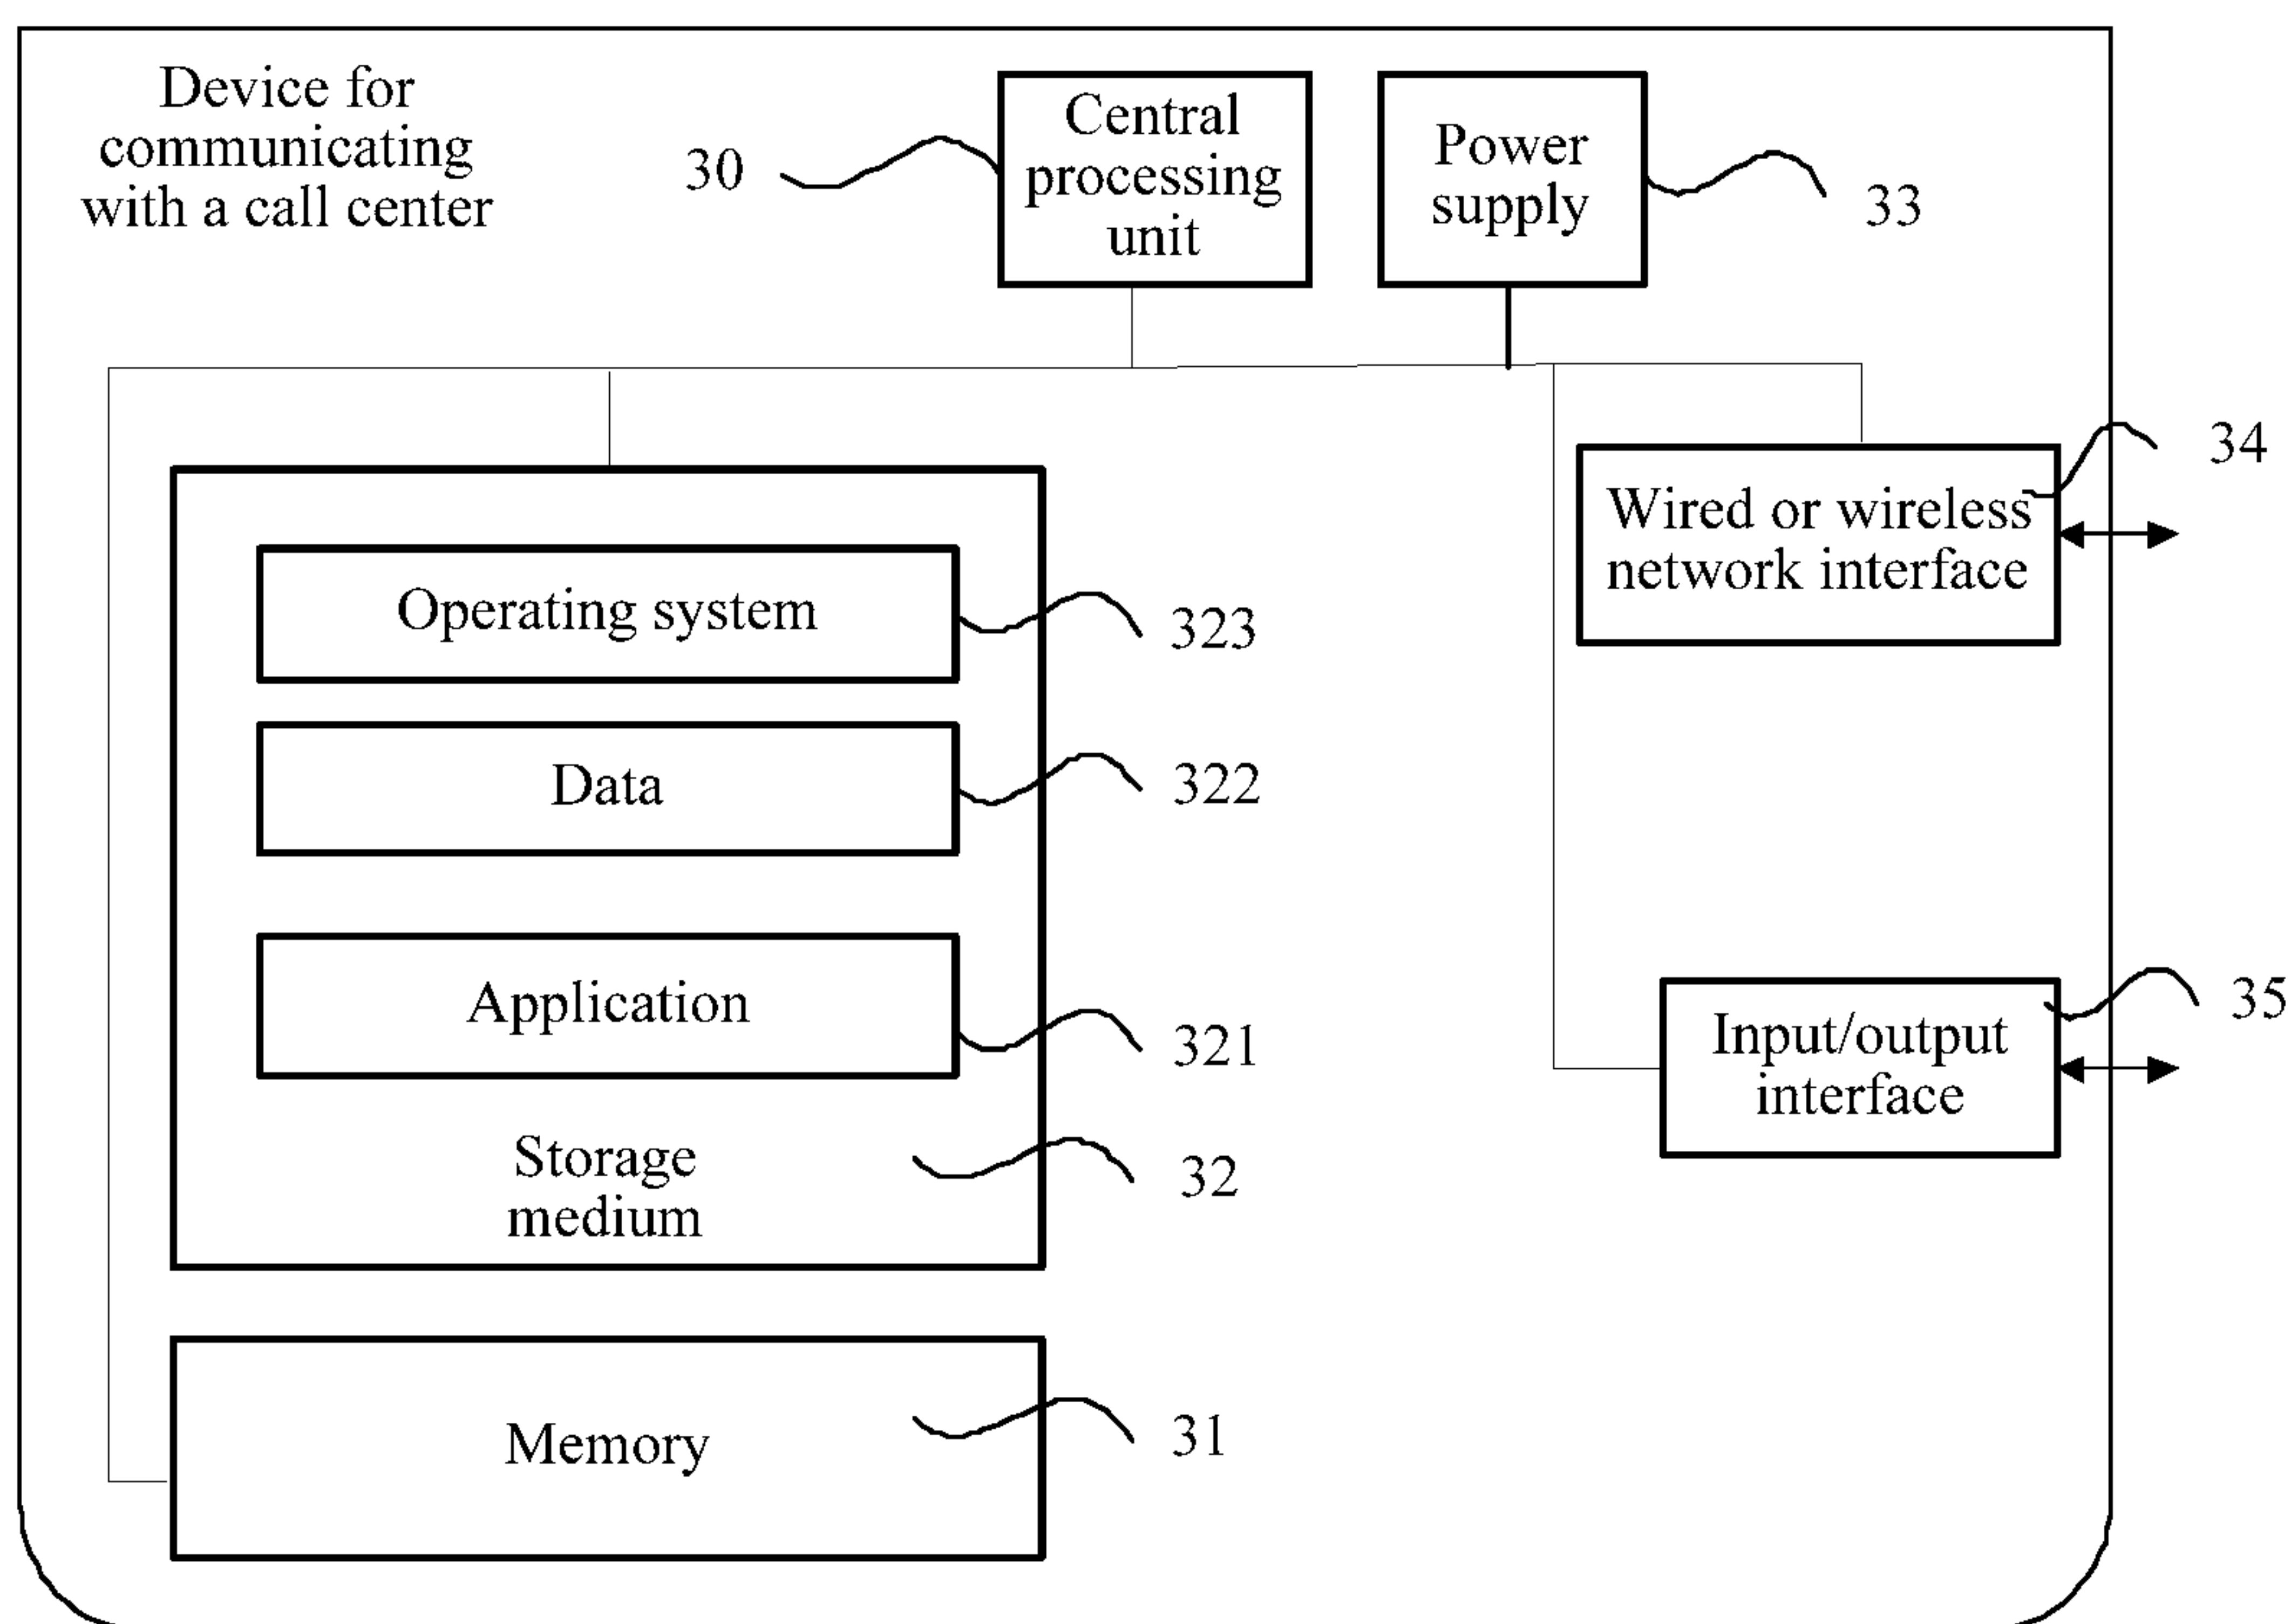 Device for
communicating
with a call center
30
Central
processing
unit
Power
supply
33
34
Wired or wireless
network interface
Operating system
323
Data
322
Application
321
35
Input/output
interface
Storage
medium
32
Memory
31